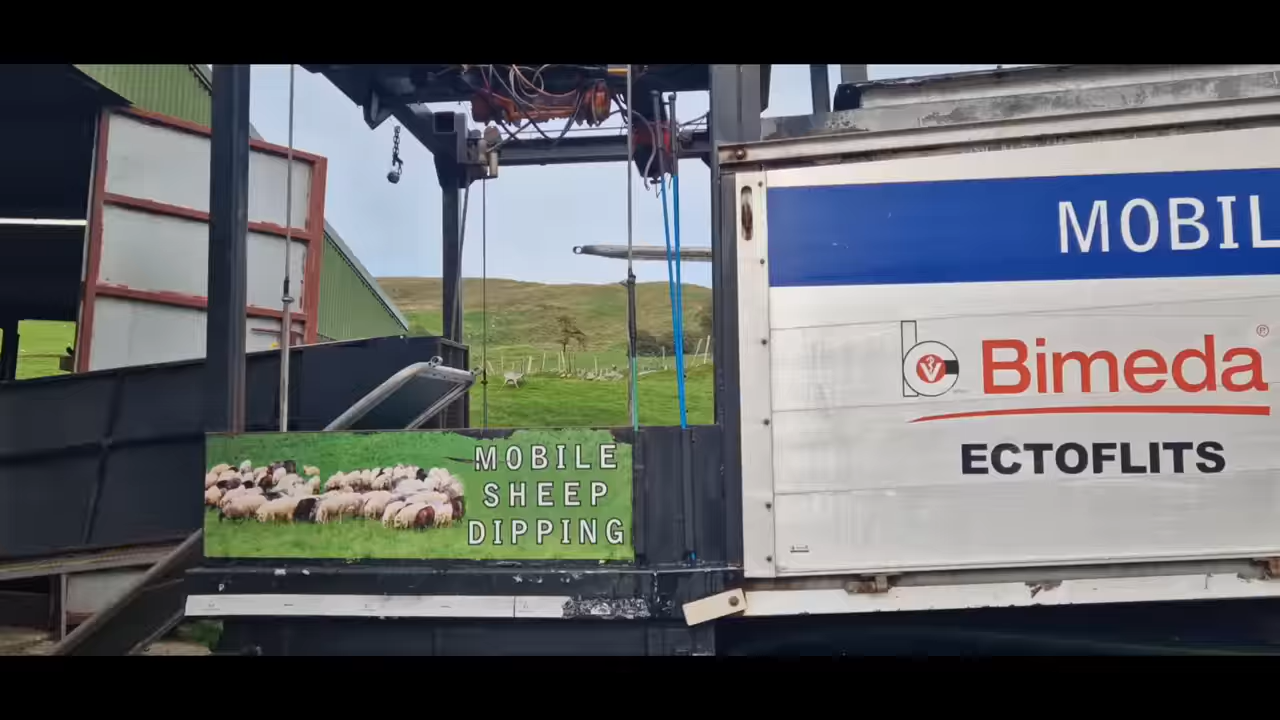 MOBILE
SHEEP
DIPPING
MOBIL
Bimeda®
ECTOFLITS